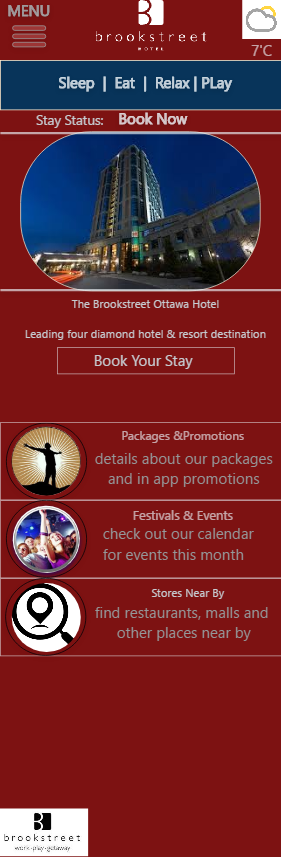 MENU
brookstreet
HOTEL
7'C
Sleep | Eat | Relax | PLay
Stay Status: Book Now
The Brookstreet Ottawa Hotel
Leading four diamond hotel & resort destination
Book Your Stay
Packages &Promotions
details about our packages
and in app promotions
Festivals & Events
check out our calendar
for events this month
Stores Near By
find restaurants, malls and
other places near by
brookstreet
work·play·getaway